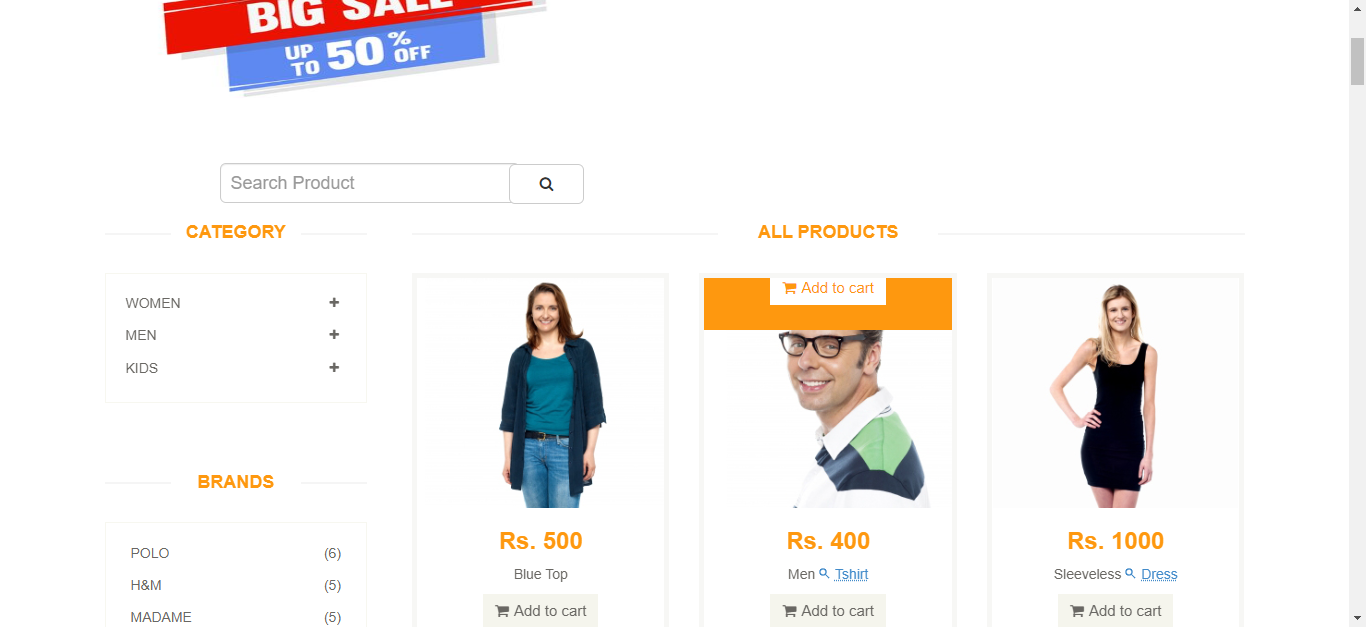 BIG SALE
UP TO 50% OFF
Search Product
CATEGORY
WOMEN
MEN
KIDS
BRANDS
POLO (6)
H&M (5)
MADAME (5)
ALL PRODUCTS
Rs. 500
Blue Top
Add to cart
Add to cart
Rs. 400
Men Tshirt
Add to cart
Rs. 1000
Sleeveless Dress
Add to cart